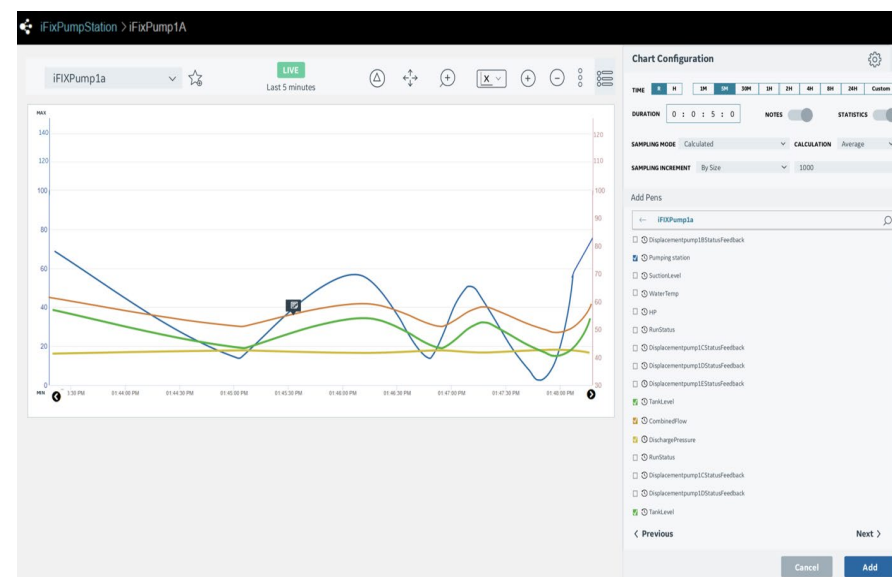 iFixPumpStation > iFixPump1A
iFIXPump1a
LIVE
Last 5 minutes
X
MAX
140
120
100
80
60
40
20
0
MIN
120
110
100
90
80
70
60
50
40
30
1:30 PM
01:44:00 PM
01:44:30 PM
01:45:00 PM
01:45:30 PM
01:46:00 PM
01:46:30 PM
01:47:00 PM
01:47:30 PM
01:48:00 PM
Chart Configuration
TIME R H 1M 5M 30M 1H 2H 4H 8H 24H Custom
DURATION 0 : 0 : 5 : 0 NOTES STATISTICS
SAMPLING MODE Calculated CALCULATION Average
SAMPLING INCREMENT By Size 1000
Add Pens
← iFIXPump1a
Displacementpump1BStatusFeedback
Pumping station
SuctionLevel
WaterTemp
HP
RunStatus
Displacementpump1CStatusFeedback
Displacementpump1DStatusFeedback
Displacementpump1EStatusFeedback
TankLevel
CombinedFlow
DischargePressure
RunStatus
Displacementpump1CStatusFeedback
Displacementpump1DStatusFeedback
TankLevel
< Previous Next >
Cancel Add